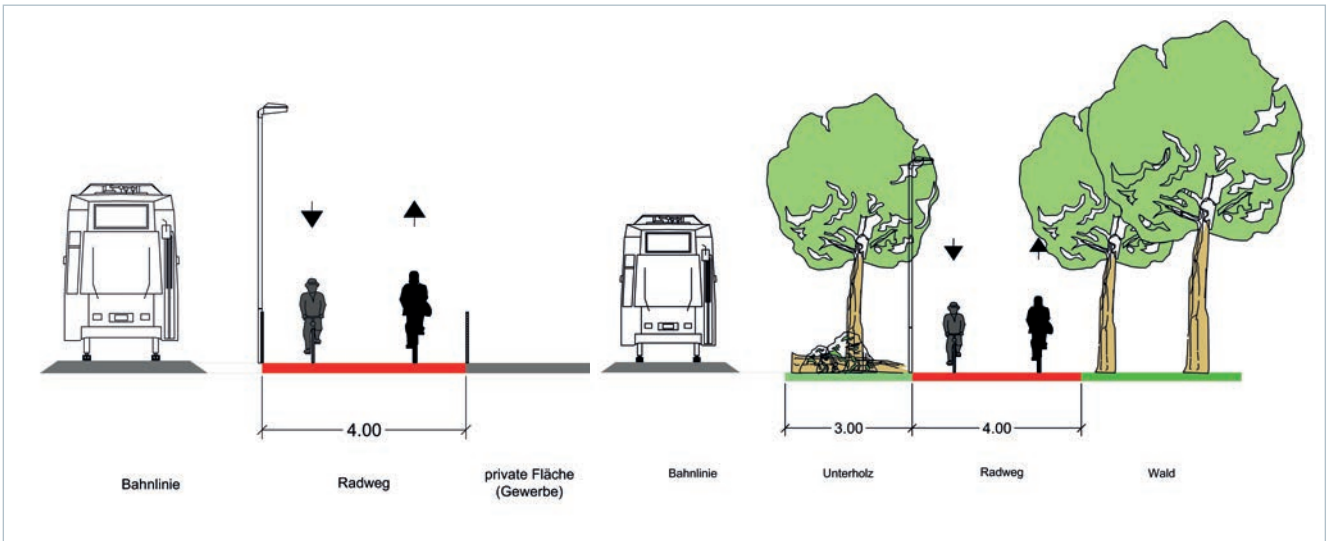 4.00
Bahnlinie
Radweg
private Fläche
(Gewerbe)
3.00
4.00
Bahnlinie
Unterholz
Radweg
Wald